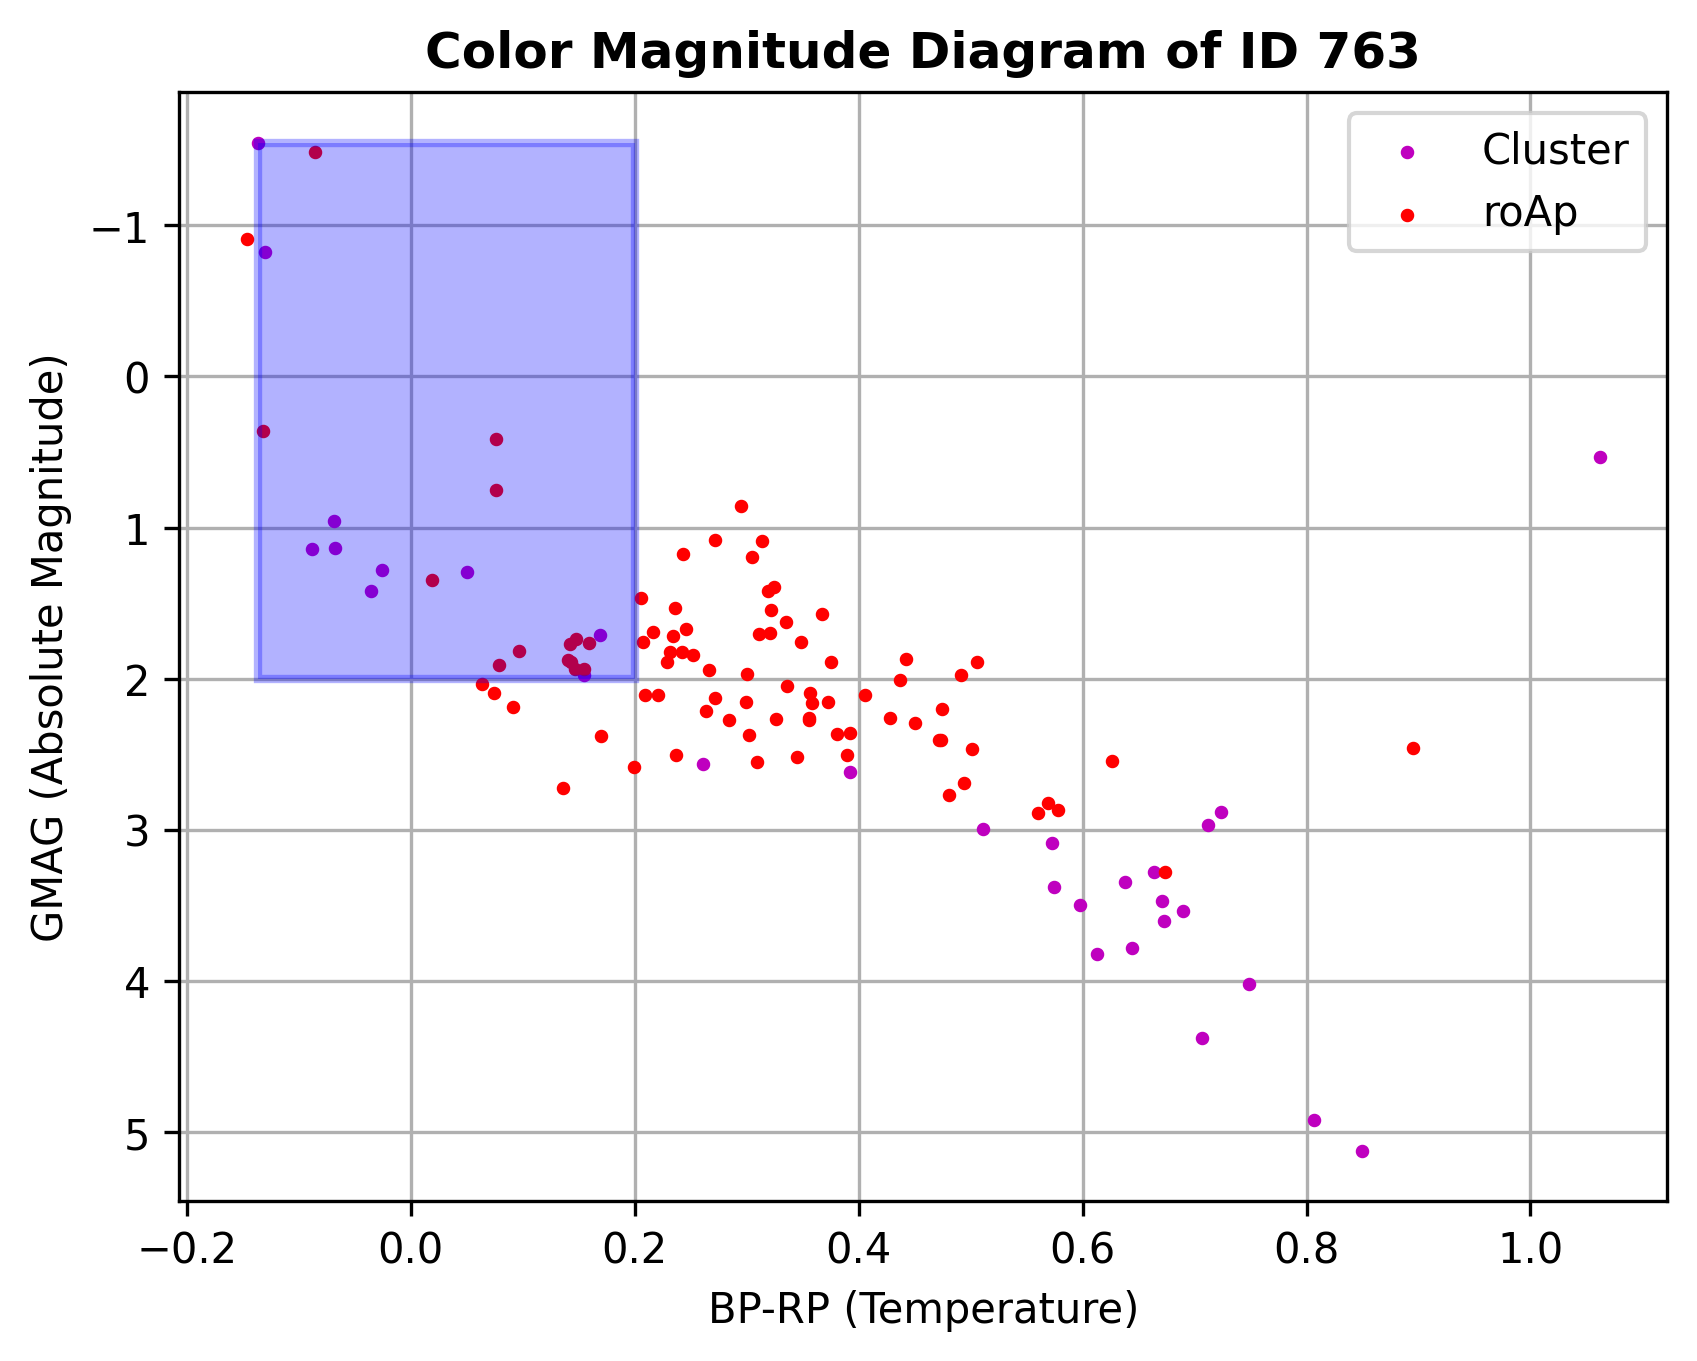 Color Magnitude Diagram of ID 763
Cluster
roAp
−1
0
1
2
3
4
5
GMAG (Absolute Magnitude)
−0.2 0.0 0.2 0.4 0.6 0.8 1.0
BP-RP (Temperature)